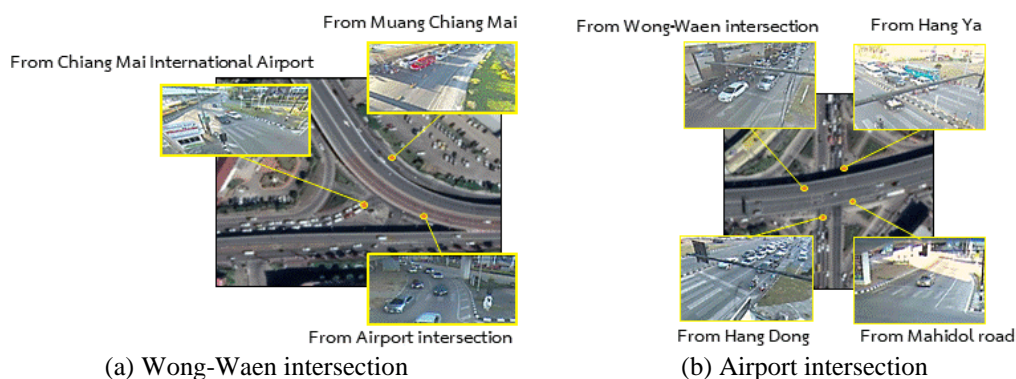 From Muang Chiang Mai
From Chiang Mai International Airport
From Airport intersection
(a) Wong-Waen intersection
From Wong-Waen intersection
From Hang Ya
From Hang Dong
From Mahidol road
(b) Airport intersection